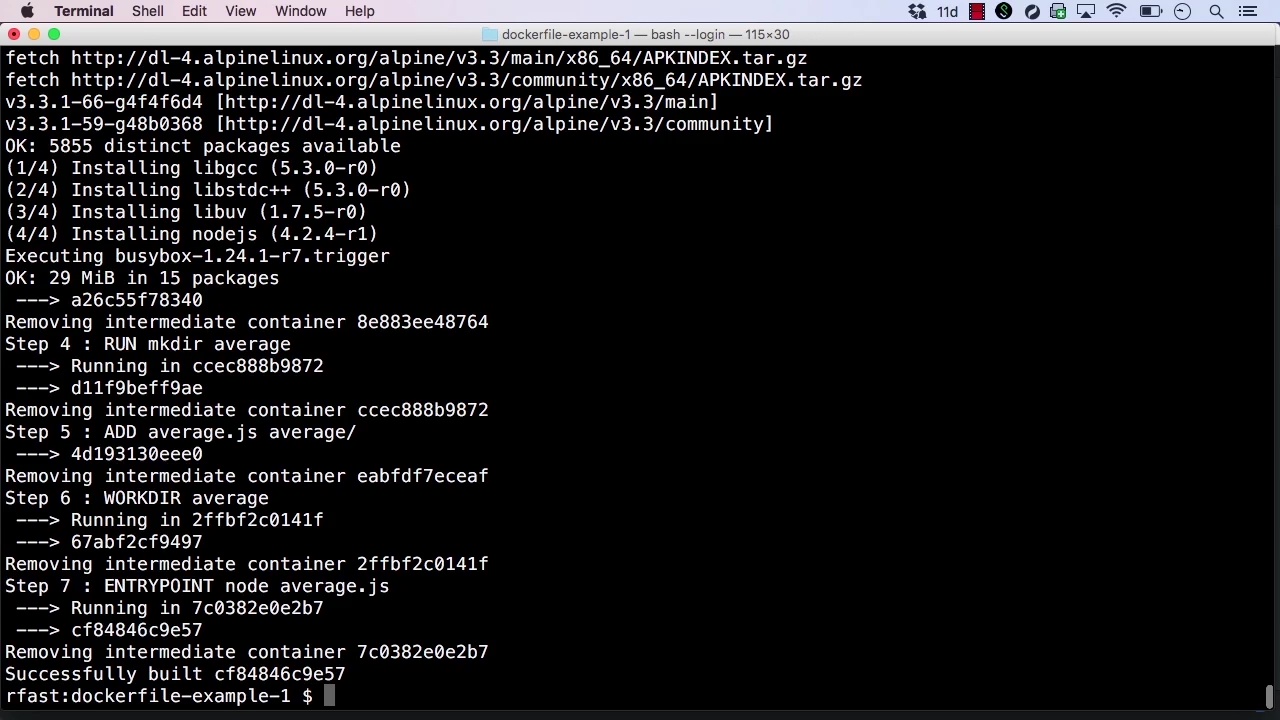 Terminal Shell Edit View Window Help 11d
dockerfile-example-1 — bash --login — 115×30
fetch http://dl-4.alpinelinux.org/alpine/v3.3/main/x86_64/APKINDEX.tar.gz
fetch http://dl-4.alpinelinux.org/alpine/v3.3/community/x86_64/APKINDEX.tar.gz
v3.3.1-66-g4f4f6d4 [http://dl-4.alpinelinux.org/alpine/v3.3/main]
v3.3.1-59-g48b0368 [http://dl-4.alpinelinux.org/alpine/v3.3/community]
OK: 5855 distinct packages available
(1/4) Installing libgcc (5.3.0-r0)
(2/4) Installing libstdc++ (5.3.0-r0)
(3/4) Installing libuv (1.7.5-r0)
(4/4) Installing nodejs (4.2.4-r1)
Executing busybox-1.24.1-r7.trigger
OK: 29 MiB in 15 packages
 ---> a26c55f78340
Removing intermediate container 8e883ee48764
Step 4 : RUN mkdir average
 ---> Running in ccec888b9872
 ---> d11f9beff9ae
Removing intermediate container ccec888b9872
Step 5 : ADD average.js average/
 ---> 4d193130eee0
Removing intermediate container eabfdf7eceaf
Step 6 : WORKDIR average
 ---> Running in 2ffbf2c0141f
 ---> 67abf2cf9497
Removing intermediate container 2ffbf2c0141f
Step 7 : ENTRYPOINT node average.js
 ---> Running in 7c0382e0e2b7
 ---> cf84846c9e57
Removing intermediate container 7c0382e0e2b7
Successfully built cf84846c9e57
rfast:dockerfile-example-1 $